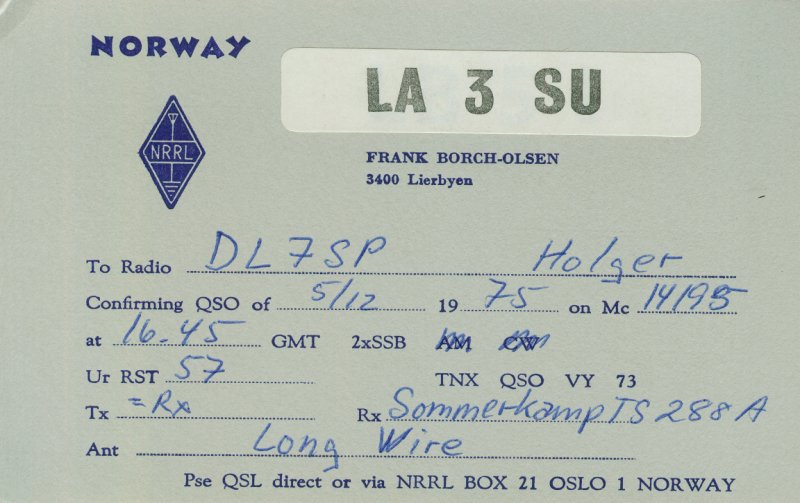 NORWAY
LA 3 SU
NRRL
FRANK BORCH-OLSEN
3400 Lierbyen
To Radio DL7SP Holger
Confirming QSO of 5/12 1975 on Mc 14195
at 16.45 GMT 2xSSB AM CW
Ur RST 57 TNX QSO VY 73
Tx =Rx Rx Sommerkamp TS 288 A
Ant Long Wire
Pse QSL direct or via NRRL BOX 21 OSLO 1 NORWAY